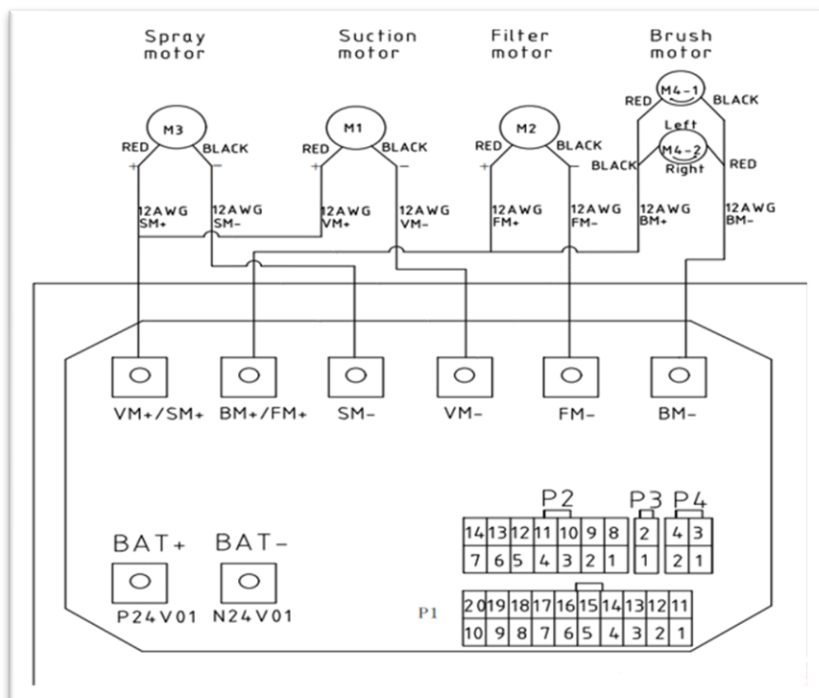 Spray motor
Suction motor
Filter motor
Brush motor
M3
M1
M2
M4-1
RED
BLACK
Left
M4-2
Right
RED
BLACK
RED
BLACK
RED
BLACK
BLACK
RED
+
−
+
−
+
−
12AWG SM+
12AWG SM-
12AWG VM+
12AWG VM-
12AWG FM+
12AWG FM-
12AWG BM+
12AWG BM-
VM+/SM+
BM+/FM+
SM-
VM-
FM-
BM-
BAT+
BAT-
P24V01
N24V01
P2
P3
P4
14 13 12 11 10 9 8
7 6 5 4 3 2 1
2
1
4 3
2 1
P1
20 19 18 17 16 15 14 13 12 11
10 9 8 7 6 5 4 3 2 1